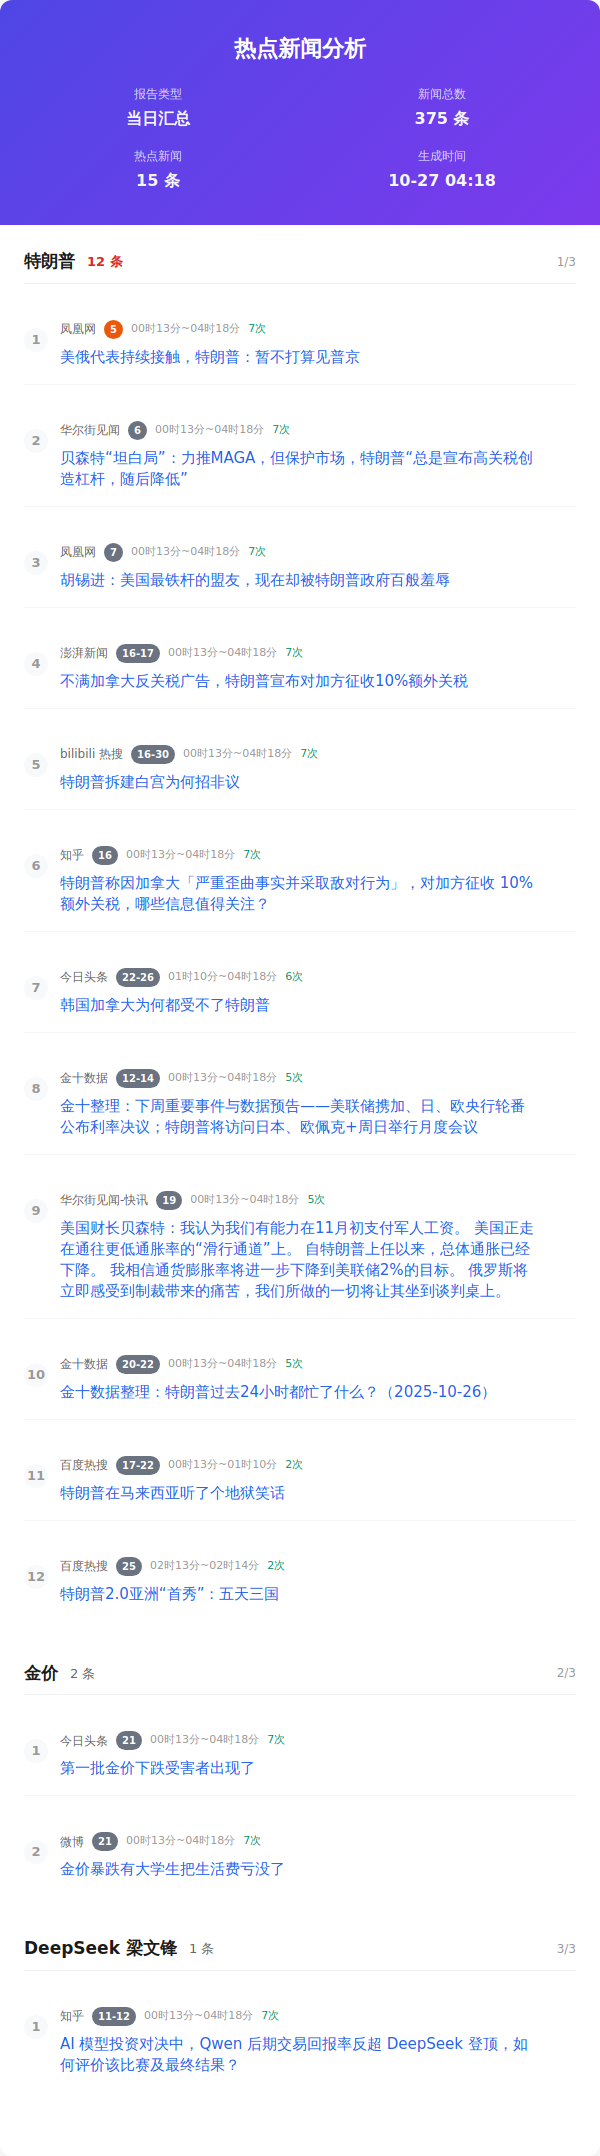 热点新闻分析
报告类型
新闻总数
当日汇总
375 条
热点新闻
生成时间
15 条
10-27 04:18
特朗普 12 条 1/3
1
凤凰网 5 00时13分~04时18分 7次
美俄代表持续接触，特朗普：暂不打算见普京
2
华尔街见闻 6 00时13分~04时18分 7次
贝森特“坦白局”：力推MAGA，但保护市场，特朗普“总是宣布高关税创
造杠杆，随后降低”
3
凤凰网 7 00时13分~04时18分 7次
胡锡进：美国最铁杆的盟友，现在却被特朗普政府百般羞辱
4
澎湃新闻 16-17 00时13分~04时18分 7次
不满加拿大反关税广告，特朗普宣布对加方征收10%额外关税
5
bilibili 热搜 16-30 00时13分~04时18分 7次
特朗普拆建白宫为何招非议
6
知乎 16 00时13分~04时18分 7次
特朗普称因加拿大「严重歪曲事实并采取敌对行为」，对加方征收 10%
额外关税，哪些信息值得关注？
7
今日头条 22-26 01时10分~04时18分 6次
韩国加拿大为何都受不了特朗普
8
金十数据 12-14 00时13分~04时18分 5次
金十整理：下周重要事件与数据预告——美联储携加、日、欧央行轮番
公布利率决议；特朗普将访问日本、欧佩克+周日举行月度会议
9
华尔街见闻-快讯 19 00时13分~04时18分 5次
美国财长贝森特：我认为我们有能力在11月初支付军人工资。 美国正走
在通往更低通胀率的“滑行通道”上。 自特朗普上任以来，总体通胀已经
下降。 我相信通货膨胀率将进一步下降到美联储2%的目标。 俄罗斯将
立即感受到制裁带来的痛苦，我们所做的一切将让其坐到谈判桌上。
10
金十数据 20-22 00时13分~04时18分 5次
金十数据整理：特朗普过去24小时都忙了什么？（2025-10-26）
11
百度热搜 17-22 00时13分~01时10分 2次
特朗普在马来西亚听了个地狱笑话
12
百度热搜 25 02时13分~02时14分 2次
特朗普2.0亚洲“首秀”：五天三国
金价 2 条 2/3
1
今日头条 21 00时13分~04时18分 7次
第一批金价下跌受害者出现了
2
微博 21 00时13分~04时18分 7次
金价暴跌有大学生把生活费亏没了
DeepSeek 梁文锋 1 条 3/3
1
知乎 11-12 00时13分~04时18分 7次
AI 模型投资对决中，Qwen 后期交易回报率反超 DeepSeek 登顶，如
何评价该比赛及最终结果？